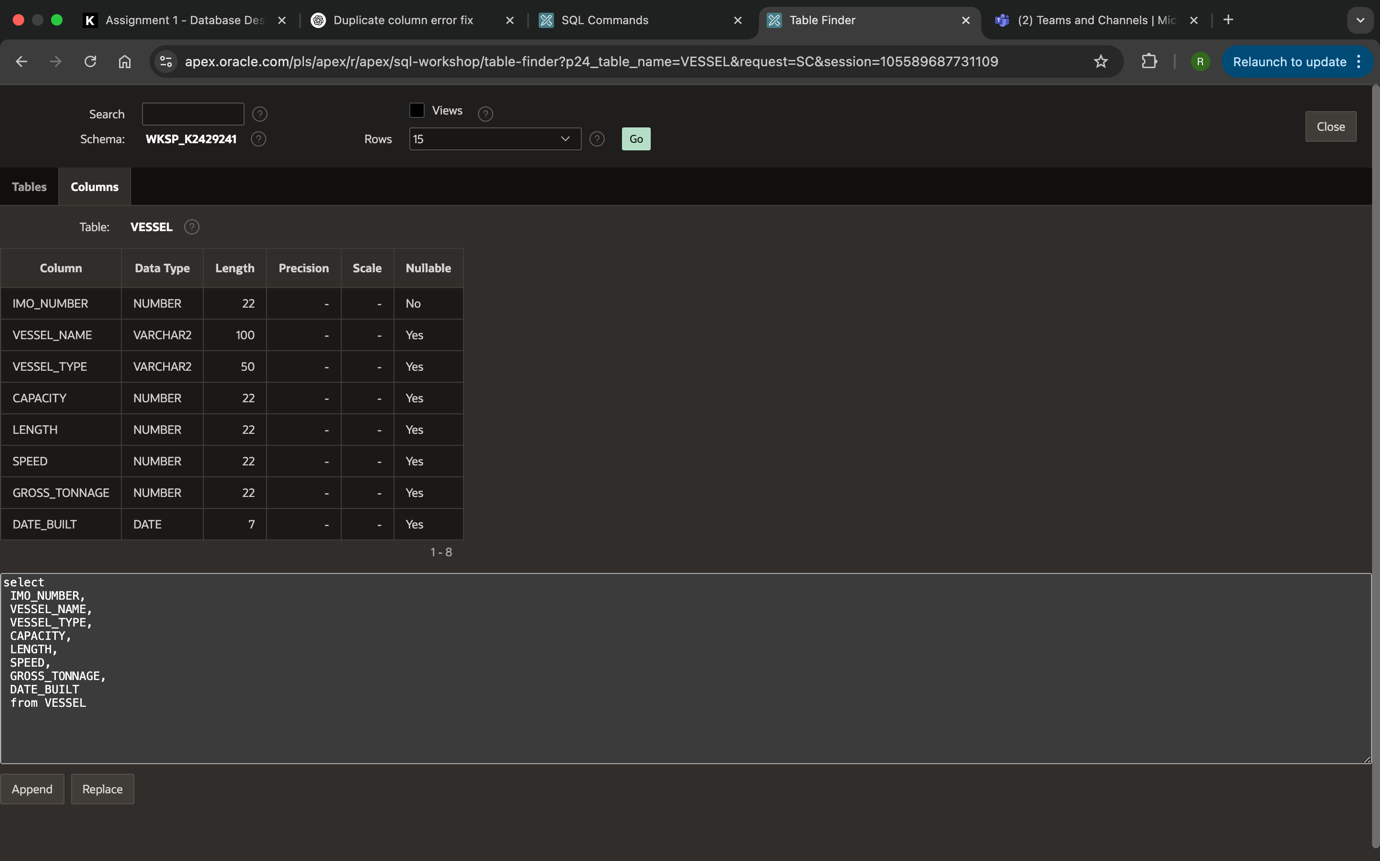 Assignment 1 - Database Des
Duplicate column error fix
SQL Commands
Table Finder
(2) Teams and Channels | Mic
apex.oracle.com/pls/apex/r/apex/sql-workshop/table-finder?p24_table_name=VESSEL&request=SC&session=105589687731109
R
Relaunch to update
Search
Views
Close
Schema: WKSP_K2429241
Rows 15 Go
Tables Columns
Table: VESSEL
Column Data Type Length Precision Scale Nullable
IMO_NUMBER NUMBER 22 - - No
VESSEL_NAME VARCHAR2 100 - - Yes
VESSEL_TYPE VARCHAR2 50 - - Yes
CAPACITY NUMBER 22 - - Yes
LENGTH NUMBER 22 - - Yes
SPEED NUMBER 22 - - Yes
GROSS_TONNAGE NUMBER 22 - - Yes
DATE_BUILT DATE 7 - - Yes
1 - 8
select
IMO_NUMBER,
VESSEL_NAME,
VESSEL_TYPE,
CAPACITY,
LENGTH,
SPEED,
GROSS_TONNAGE,
DATE_BUILT
from VESSEL
Append Replace